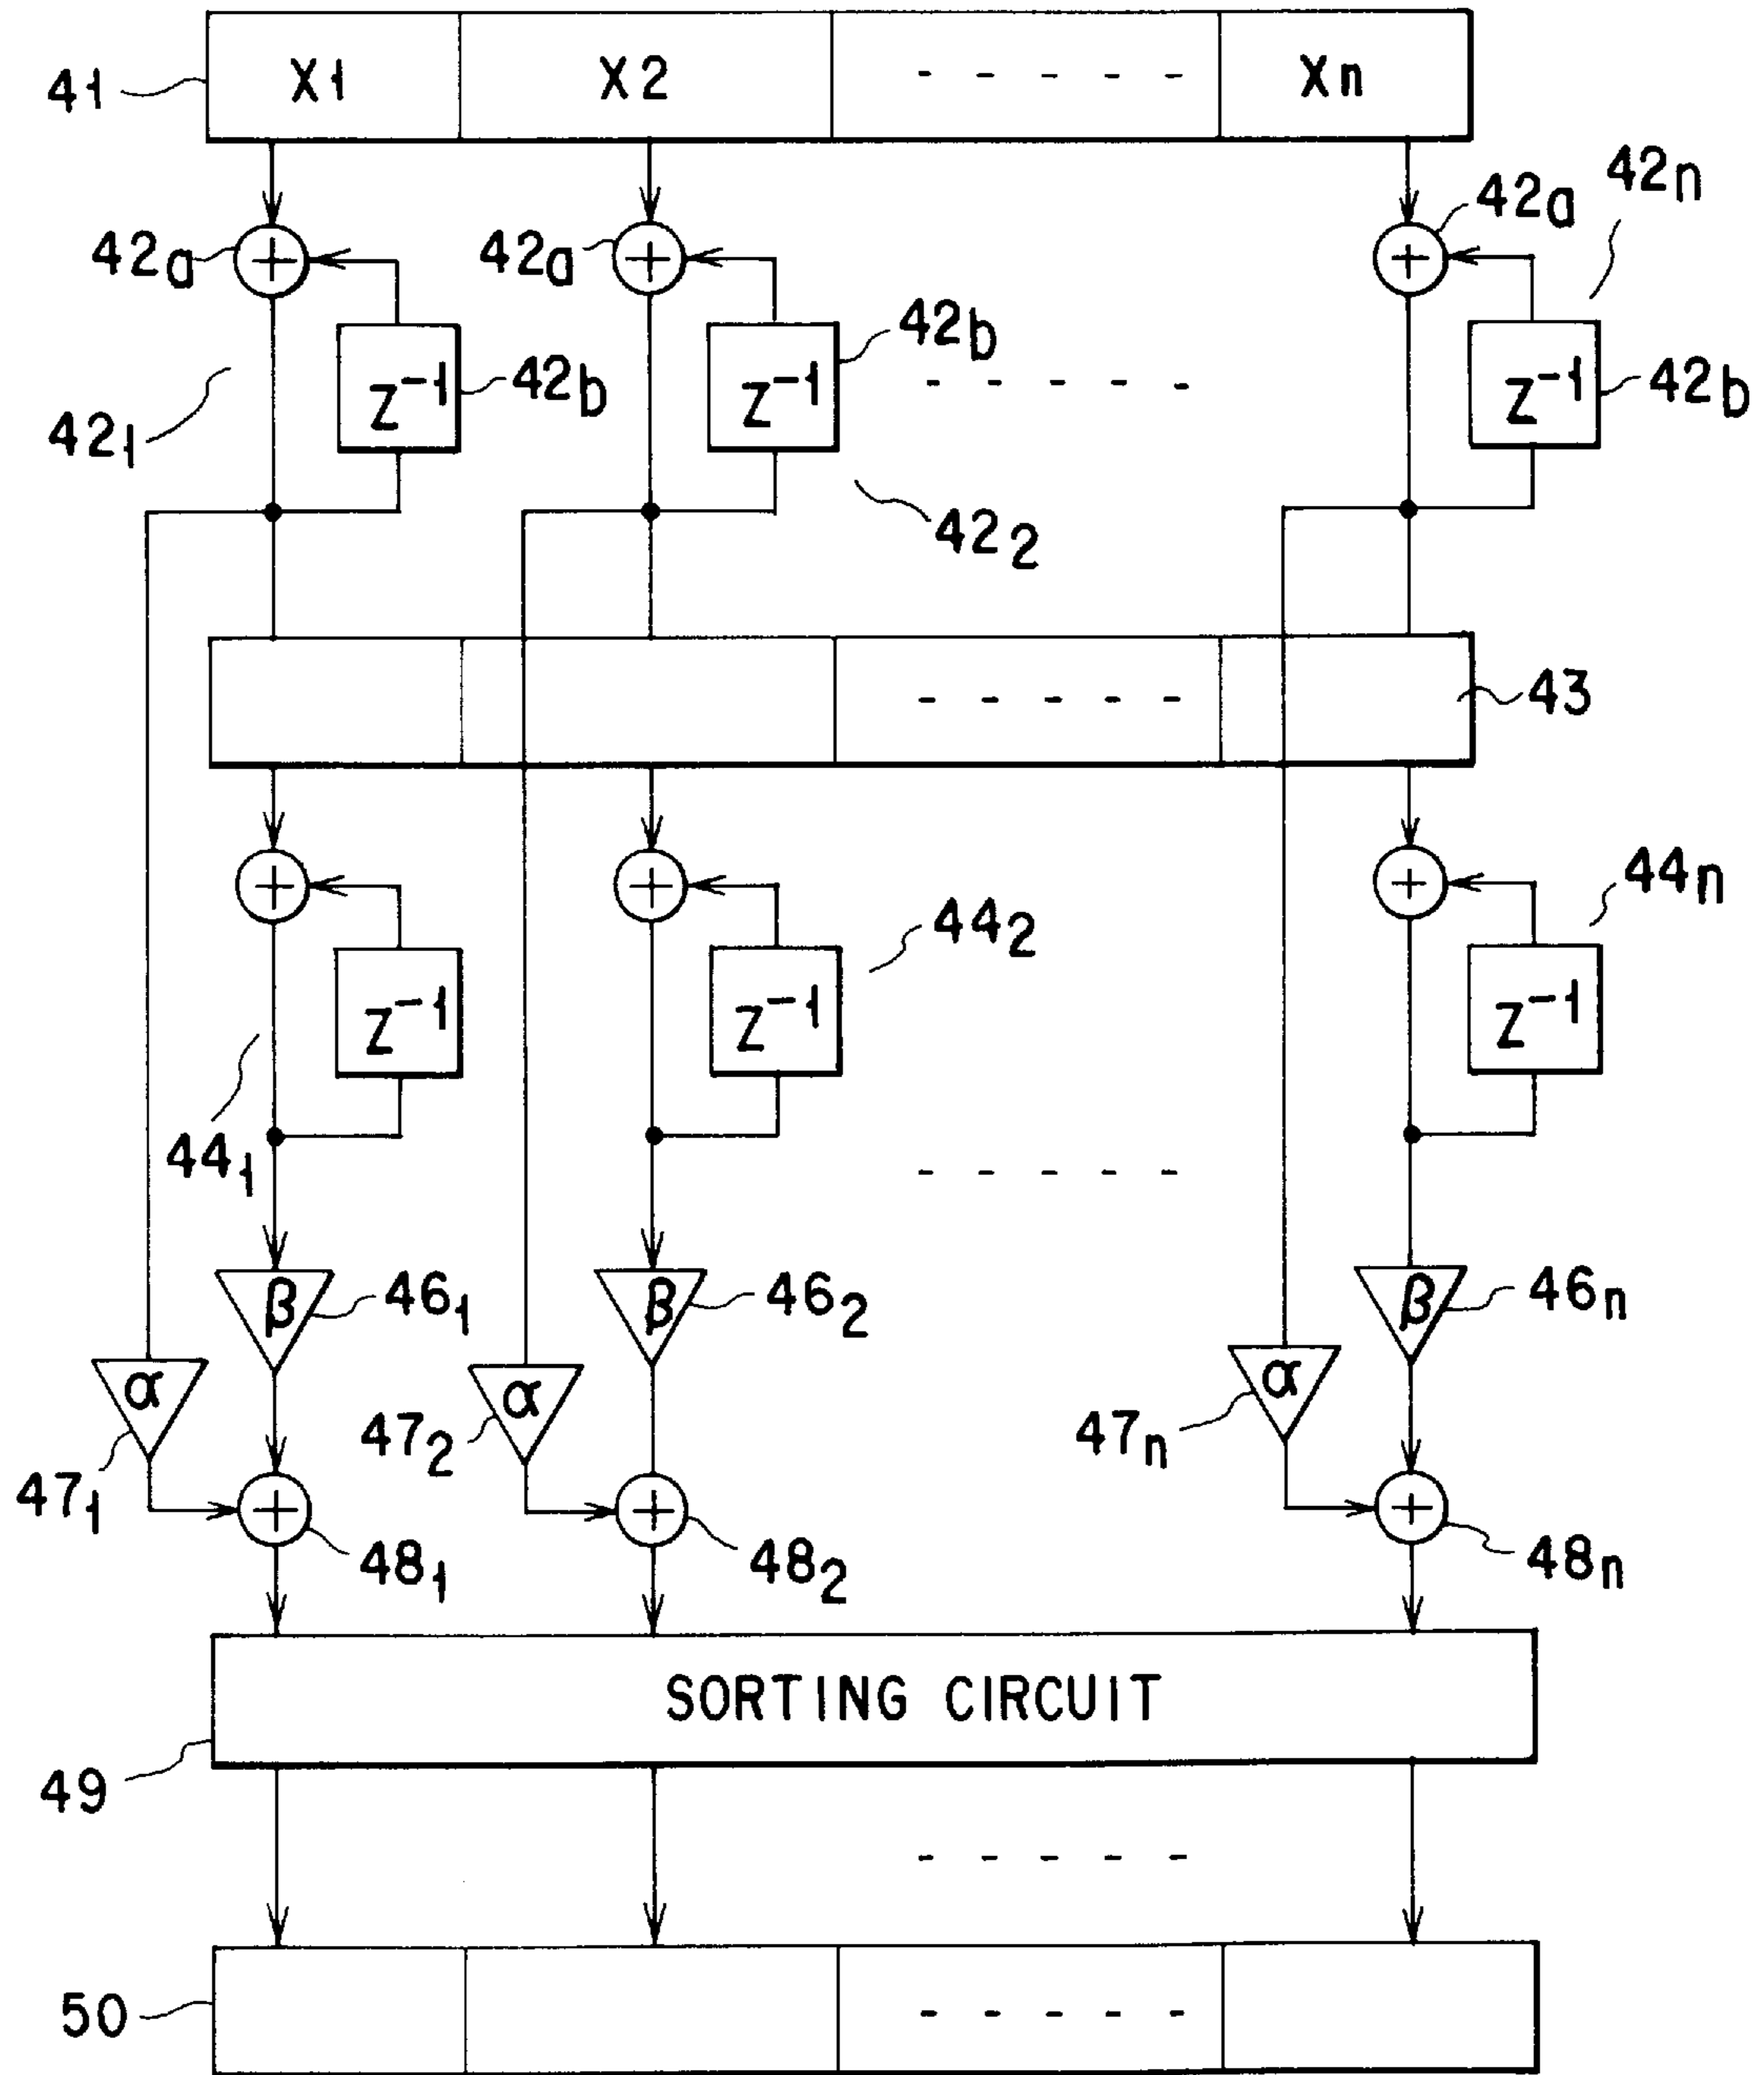 41 X1 X2 - - - - - Xn
42n
42a 42a 42a
+ + +
42b 42b 42b
Z⁻¹ Z⁻¹ - - - - - Z⁻¹
42₁
42₂
- - - - - 43
+ + +
44n
44₂
Z⁻¹ Z⁻¹ Z⁻¹
44₁
- - - - -
β 46₁ β 46₂ β 46n
α α α
47₁ 47₂ 47n
+ + +
48₁ 48₂ 48n
SORTING CIRCUIT
49
- - - - -
50 - - - - -